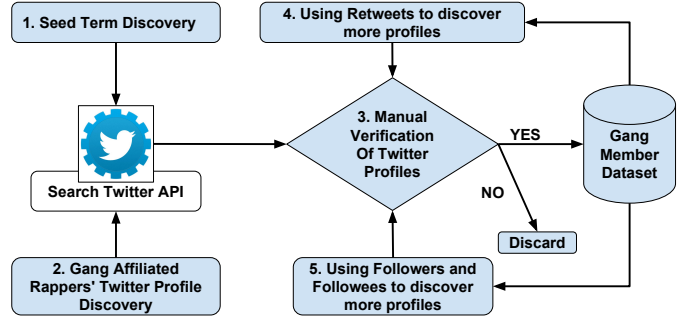 1. Seed Term Discovery
4. Using Retweets to discover
more profiles
3. Manual
Verification
Of Twitter
Profiles
YES
Gang
Member
Dataset
Search Twitter API
NO
Discard
2. Gang Affiliated
Rappers' Twitter Profile
Discovery
5. Using Followers and
Followees to discover
more profiles